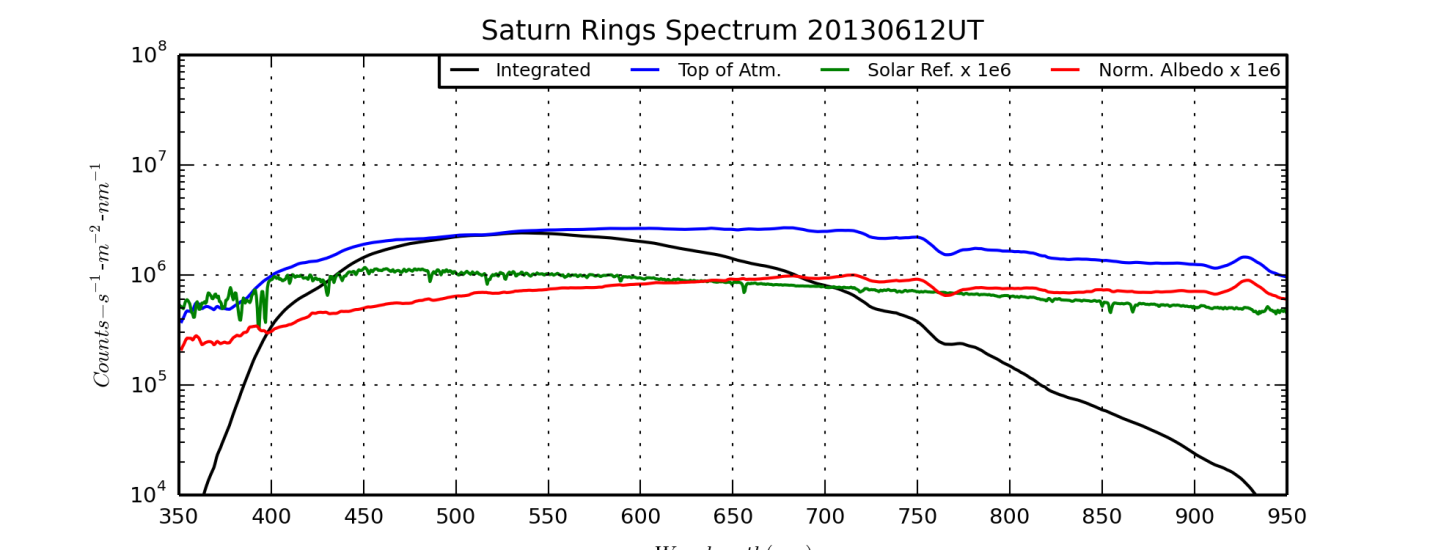 Saturn Rings Spectrum 20130612UT
Integrated Top of Atm. Solar Ref. x 1e6 Norm. Albedo x 1e6
10^8
10^7
10^6
10^5
10^4
Counts−s^−1-m^−2-nm^−1
350 400 450 500 550 600 650 700 750 800 850 900 950